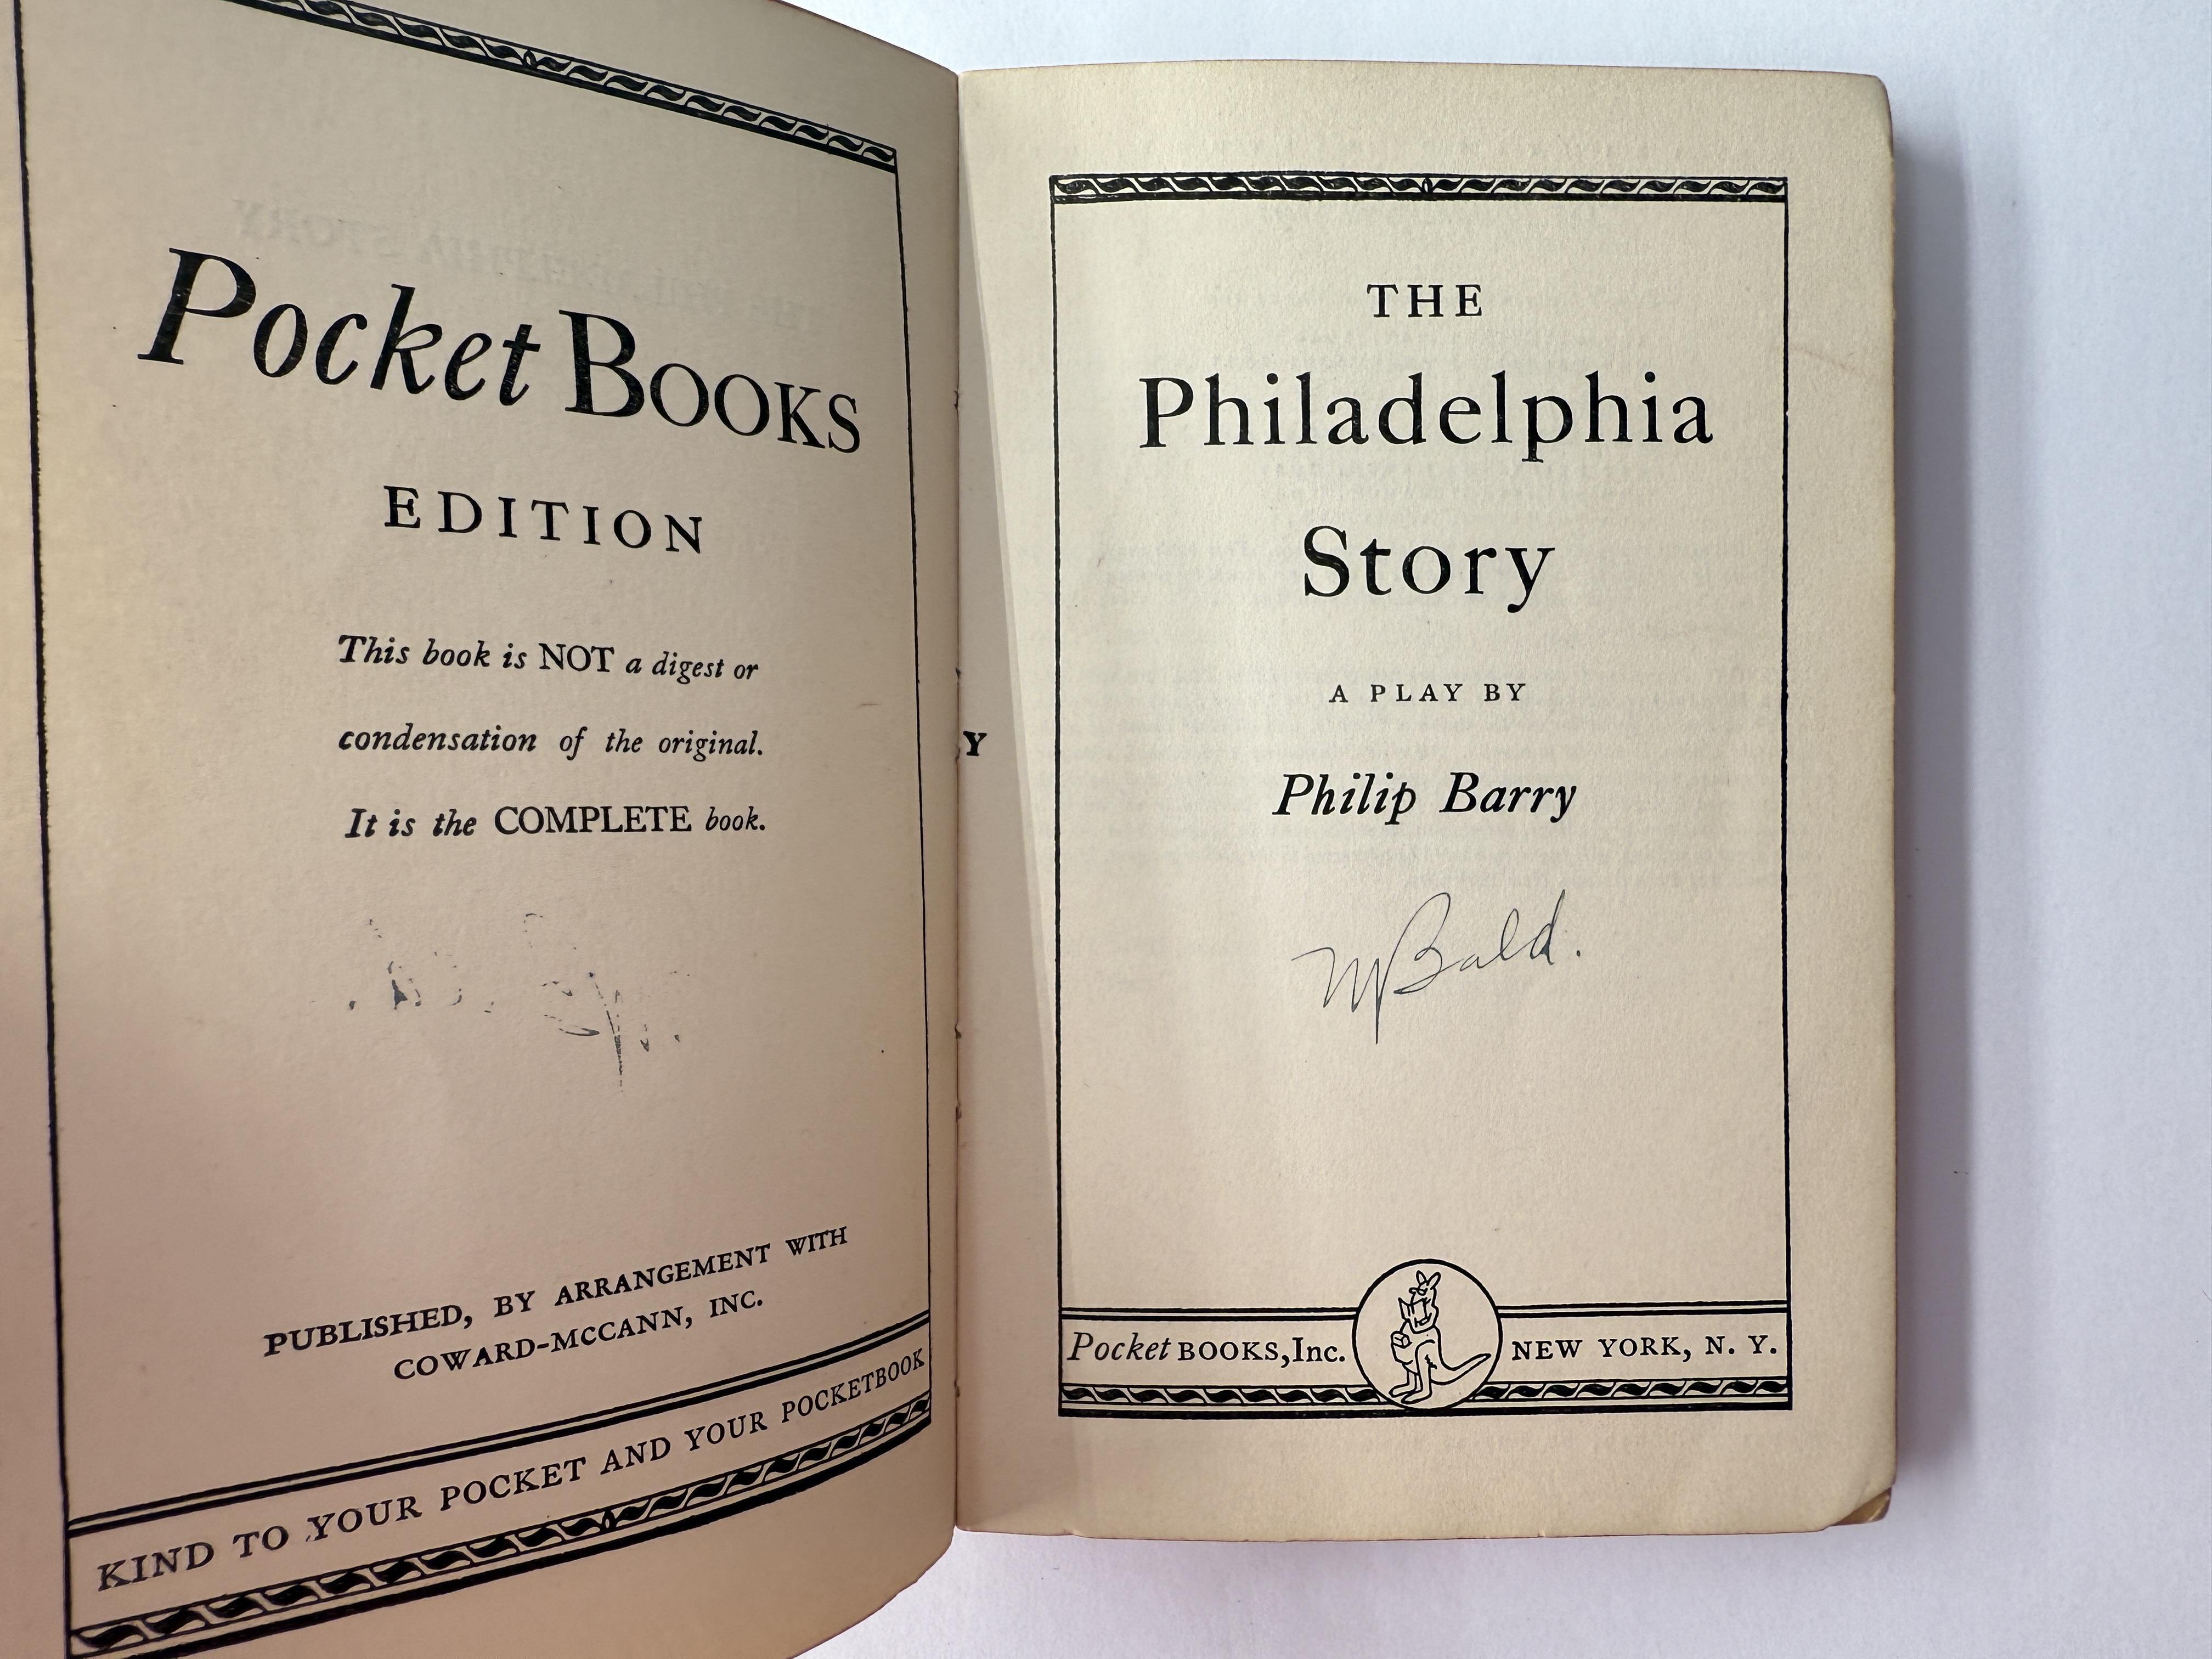 Pocket BOOKS
EDITION
This book is NOT a digest or
condensation of the original.
It is the COMPLETE book.
PUBLISHED, BY ARRANGEMENT WITH
COWARD-MCCANN, INC.
KIND TO YOUR POCKET AND YOUR POCKETBOOK
Y
THE
Philadelphia
Story
A PLAY BY
Philip Barry
Bald.
Pocket BOOKS, Inc. NEW YORK, N. Y.